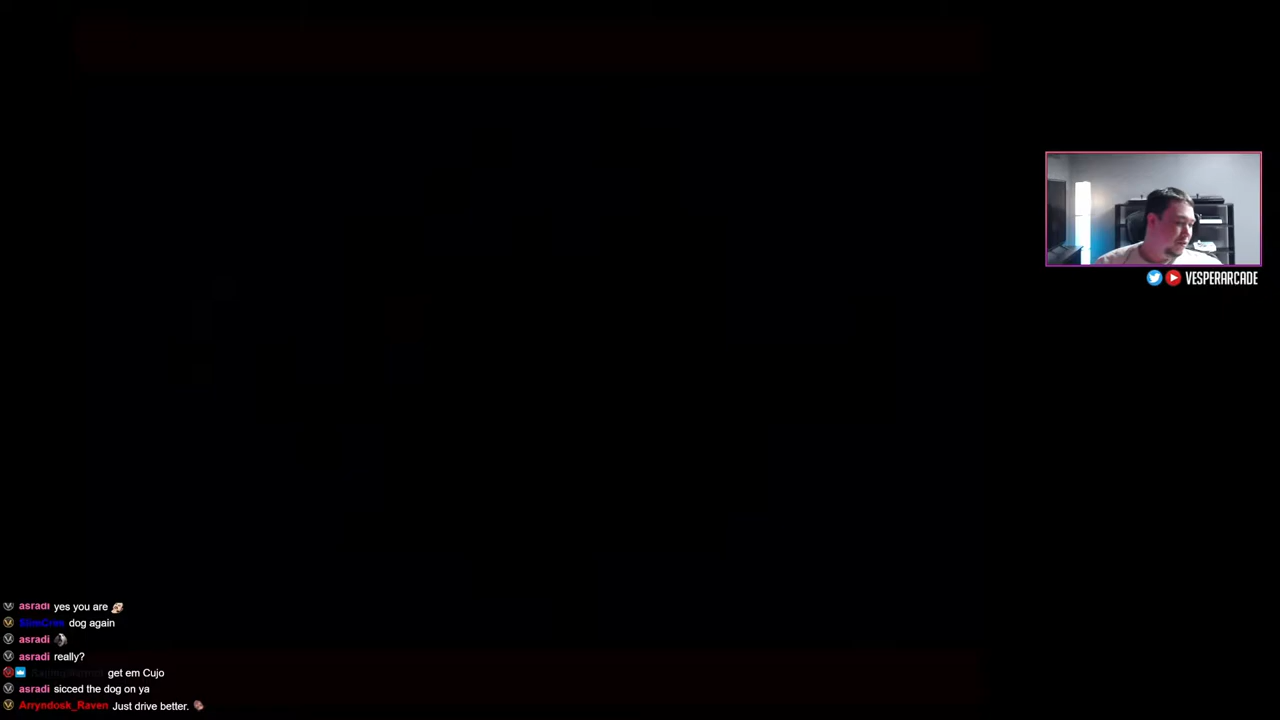 VESPERARCADE
asradi yes you are
SlimCrex dog again
asradi
asradi really?
get em Cujo
asradi sicced the dog on ya
Arryndosk_Raven Just drive better.